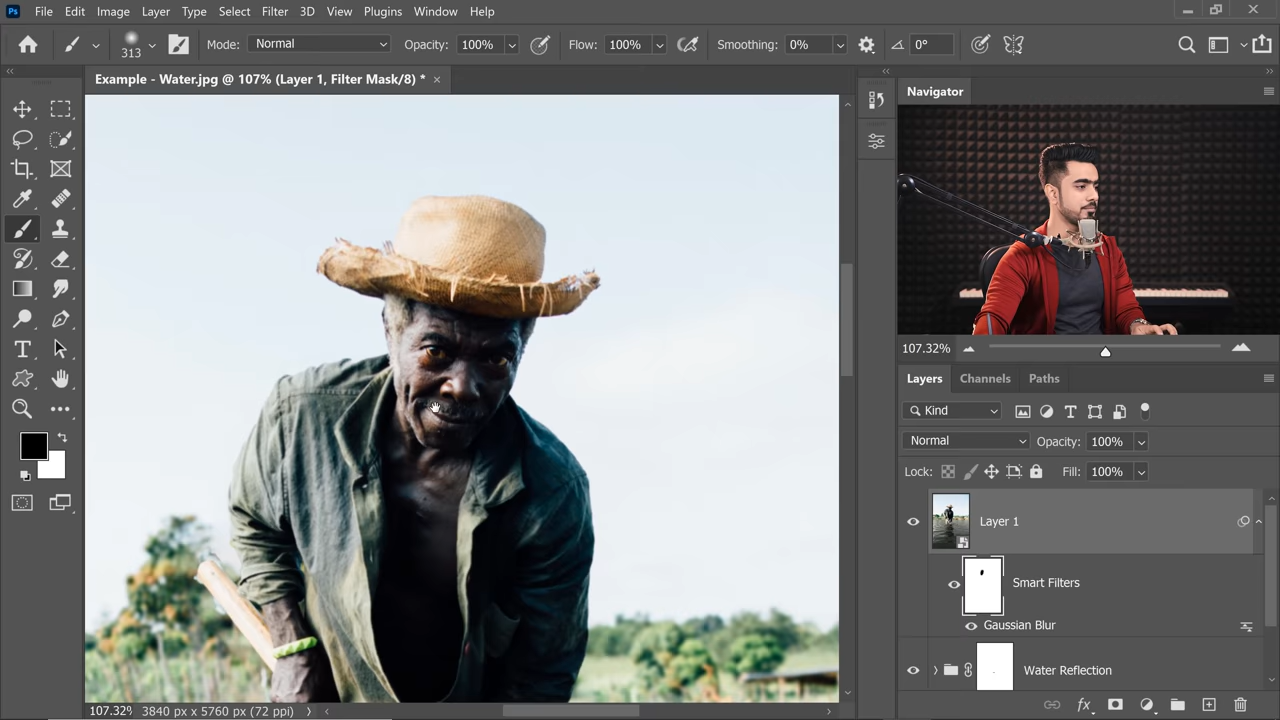 Ps File Edit Image Layer Type Select Filter 3D View Plugins Window Help
313 Mode: Normal Opacity: 100% Flow: 100% Smoothing: 0% 0°
Example - Water.jpg @ 107% (Layer 1, Filter Mask/8) *
Navigator
107.32%
Layers Channels Paths
Kind
Normal Opacity: 100%
Lock: Fill: 100%
Layer 1
Smart Filters
Gaussian Blur
Water Reflection
fx
107.32% 3840 px x 5760 px (72 ppi)